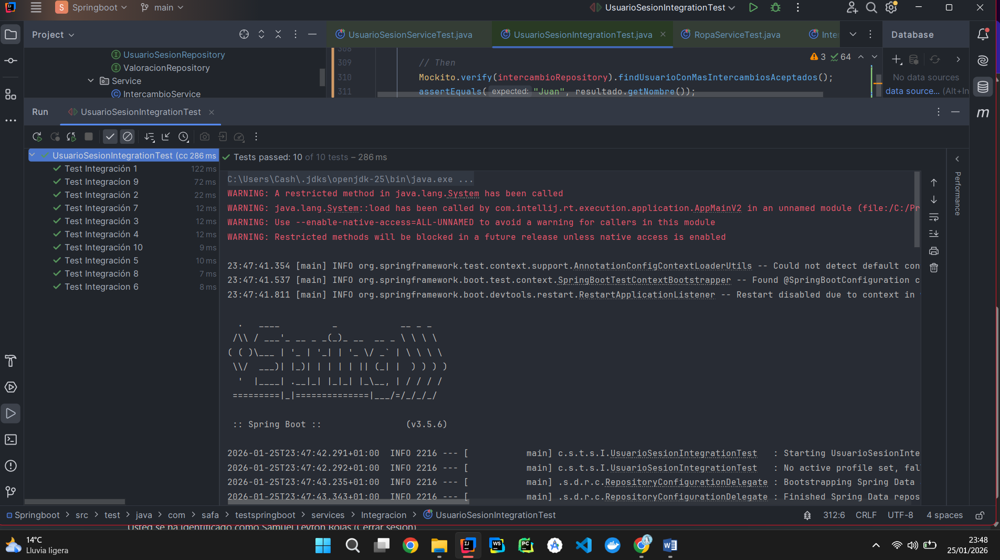 S Springboot main UsuarioSesionIntegrationTest
Project
UsuarioSesionServiceTest.java UsuarioSesionIntegrationTest.java RopaServiceTest.java Inter
Database
UsuarioSesionRepository
ValoracionRepository
Service
IntercambioService
308
309 // Then
310 Mockito.verify(intercambioRepository).findUsuarioConMasIntercambiosAceptados();
311 assertEquals( expected: "Juan", resultado.getNombre());
3 64
No data sources
data source... (Alt+In
Run UsuarioSesionIntegrationTest
UsuarioSesionIntegrationTest (co 286 ms
Test Integración 1 122 ms
Test Integracíon 9 72 ms
Test Integración 2 22 ms
Test Integración 7 12 ms
Test Integración 3 12 ms
Test Integración 4 12 ms
Test Integración 10 9 ms
Test Integración 5 10 ms
Test Integración 8 7 ms
Test Integracion 6 8 ms
Tests passed: 10 of 10 tests – 286 ms
C:\Users\Cash\.jdks\openjdk-25\bin\java.exe ...
WARNING: A restricted method in java.lang.System has been called
WARNING: java.lang.System::load has been called by com.intellij.rt.execution.application.AppMainV2 in an unnamed module (file:/C:/Pr
WARNING: Use --enable-native-access=ALL-UNNAMED to avoid a warning for callers in this module
WARNING: Restricted methods will be blocked in a future release unless native access is enabled
23:47:41.354 [main] INFO org.springframework.test.context.support.AnnotationConfigContextLoaderUtils -- Could not detect default con
23:47:41.537 [main] INFO org.springframework.boot.test.context.SpringBootTestContextBootstrapper -- Found @SpringBootConfiguration c
23:47:41.811 [main] INFO org.springframework.boot.devtools.restart.RestartApplicationListener -- Restart disabled due to context in
  .   ____          _            __ _ _
 /\\ / ___'_ __ _ _(_)_ __  __ _ \ \ \ \
( ( )\___ | '_ | '_| | '_ \/ _` | \ \ \ \
 \\/  ___)| |_)| | | | | || (_| |  ) ) ) )
  '  |____| .__|_| |_|_| |_\__, | / / / /
 =========|_|==============|___/=/_/_/_/
 :: Spring Boot ::                (v3.5.6)
2026-01-25T23:47:42.291+01:00  INFO 2216 --- [           main] c.s.t.s.I.UsuarioSesionIntegrationTest   : Starting UsuarioSesionInte
2026-01-25T23:47:42.292+01:00  INFO 2216 --- [           main] c.s.t.s.I.UsuarioSesionIntegrationTest   : No active profile set, fal
2026-01-25T23:47:43.235+01:00  INFO 2216 --- [           main] .s.d.r.c.RepositoryConfigurationDelegate : Bootstrapping Spring Data
2026-01-25T23:47:43.343+01:00  INFO 2216 --- [           main] .s.d.r.c.RepositoryConfigurationDelegate : Finished Spring Data repos
Performance
m
Springboot > src > test > java > com > safa > testspringboot > services > Integracion > UsuarioSesionIntegrationTest 312:6 CRLF UTF-8 4 spaces
Usted se ha identificado como Samuel Leyton Rojas (Cerrar sesión)
14°C
Lluvia ligera
23:48
25/01/2026